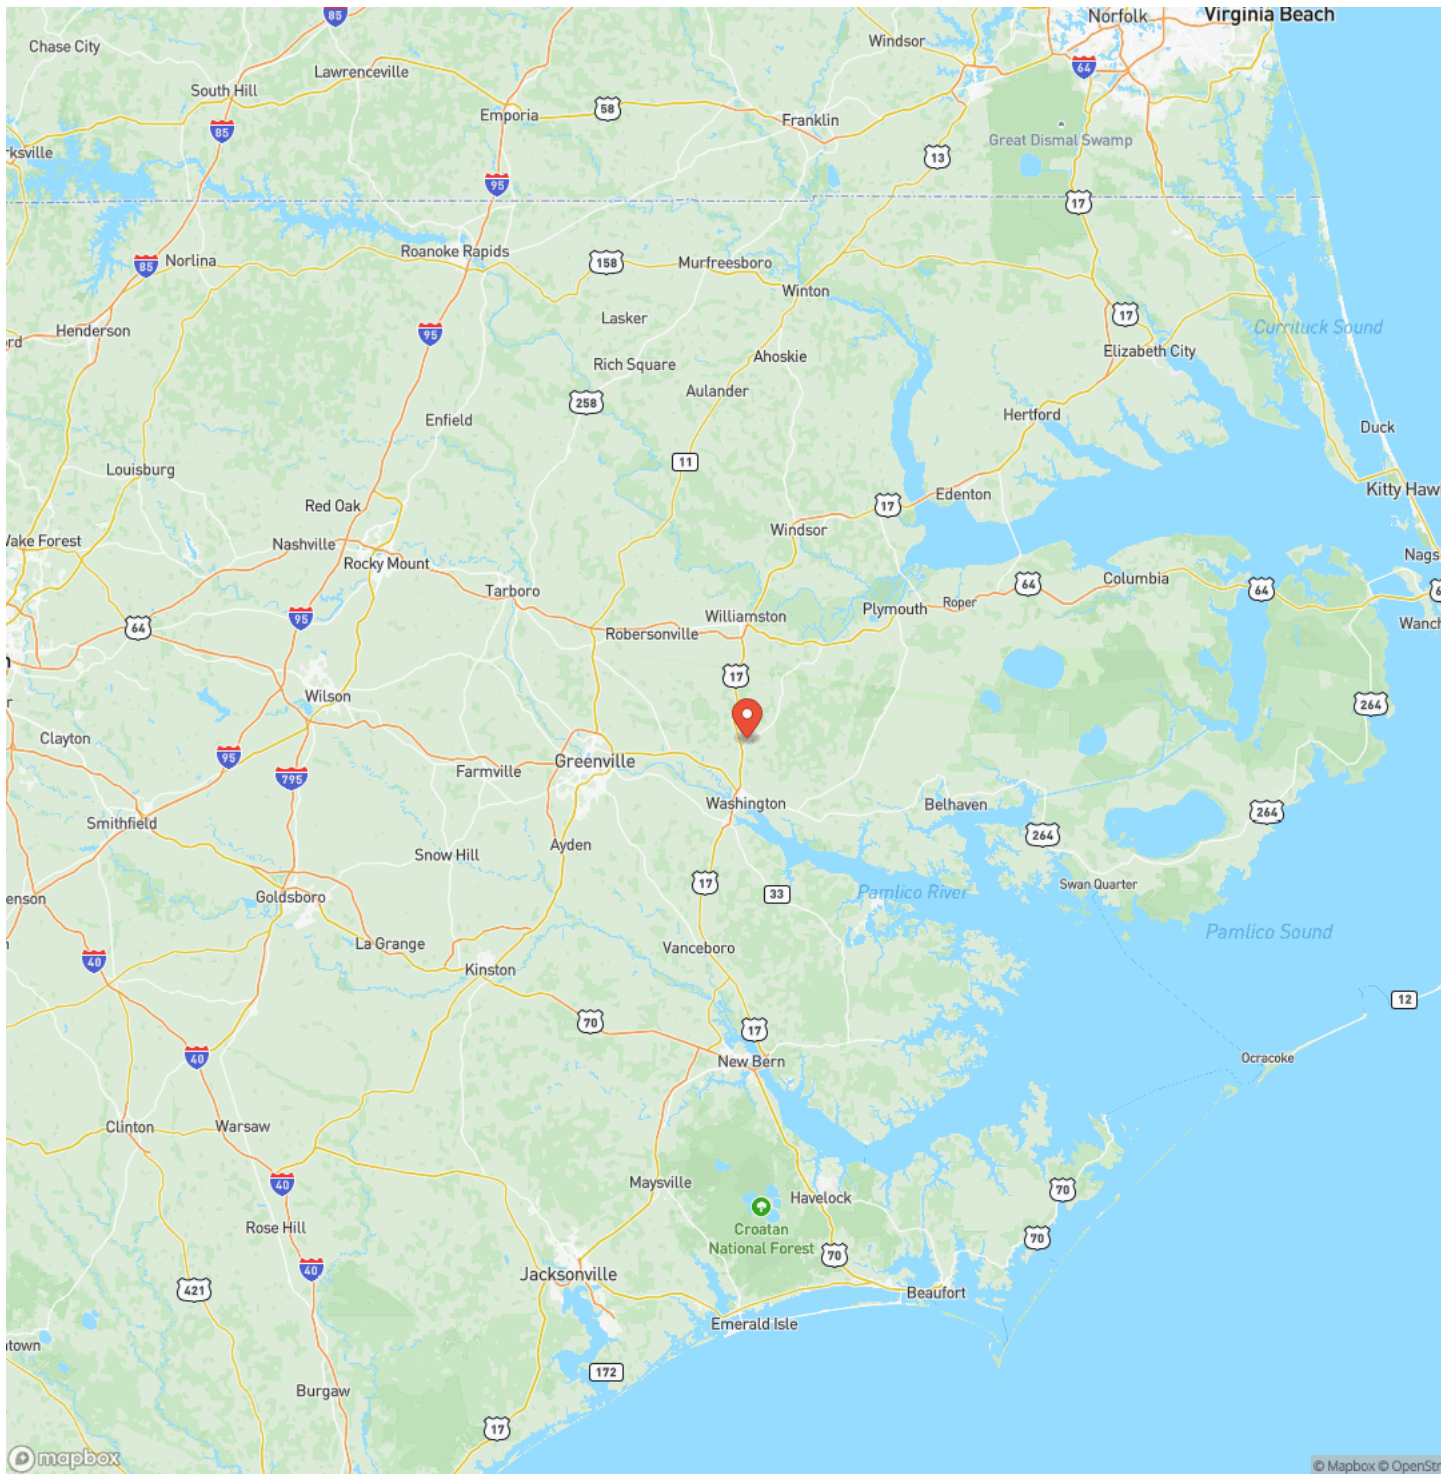 85
Virginia Beach
Norfolk
Chase City
Windsor
Lawrenceville
64
South Hill
58
Emporia
Franklin
85
Great Dismal Swamp
rksville
13
95
17
Roanoke Rapids
Norlina
85
158
Murfreesboro
Winton
17
Lasker
Currituck Sound
Henderson
95
ord
Elizabeth City
Ahoskie
Rich Square
Aulander
258
Hertford
Enfield
Duck
11
Louisburg
Kitty Haw
Edenton
Red Oak
17
Windsor
Wake Forest
Nashville
Nags
Rocky Mount
Columbia
64
64
Tarboro
6
Roper
Plymouth
95
Williamston
Wanch
64
Robersonville
n
17
Wilson
r
264
Clayton
95
Greenville
Farmville
795
Washington
Belhaven
264
Smithfield
264
Ayden
Snow Hill
17
Swan Quarter
Pamlico River
33
Goldsboro
enson
Pamlico Sound
La Grange
Vanceboro
40
Kinston
12
70
17
40
Ocracoke
New Bern
Clinton
Warsaw
Maysville
40
70
Havelock
Rose Hill
Croatan
National Forest
70
70
40
Jacksonville
421
Beaufort
Emerald Isle
ntown
172
Burgaw
17
mapbox
© Mapbox © OpenStr